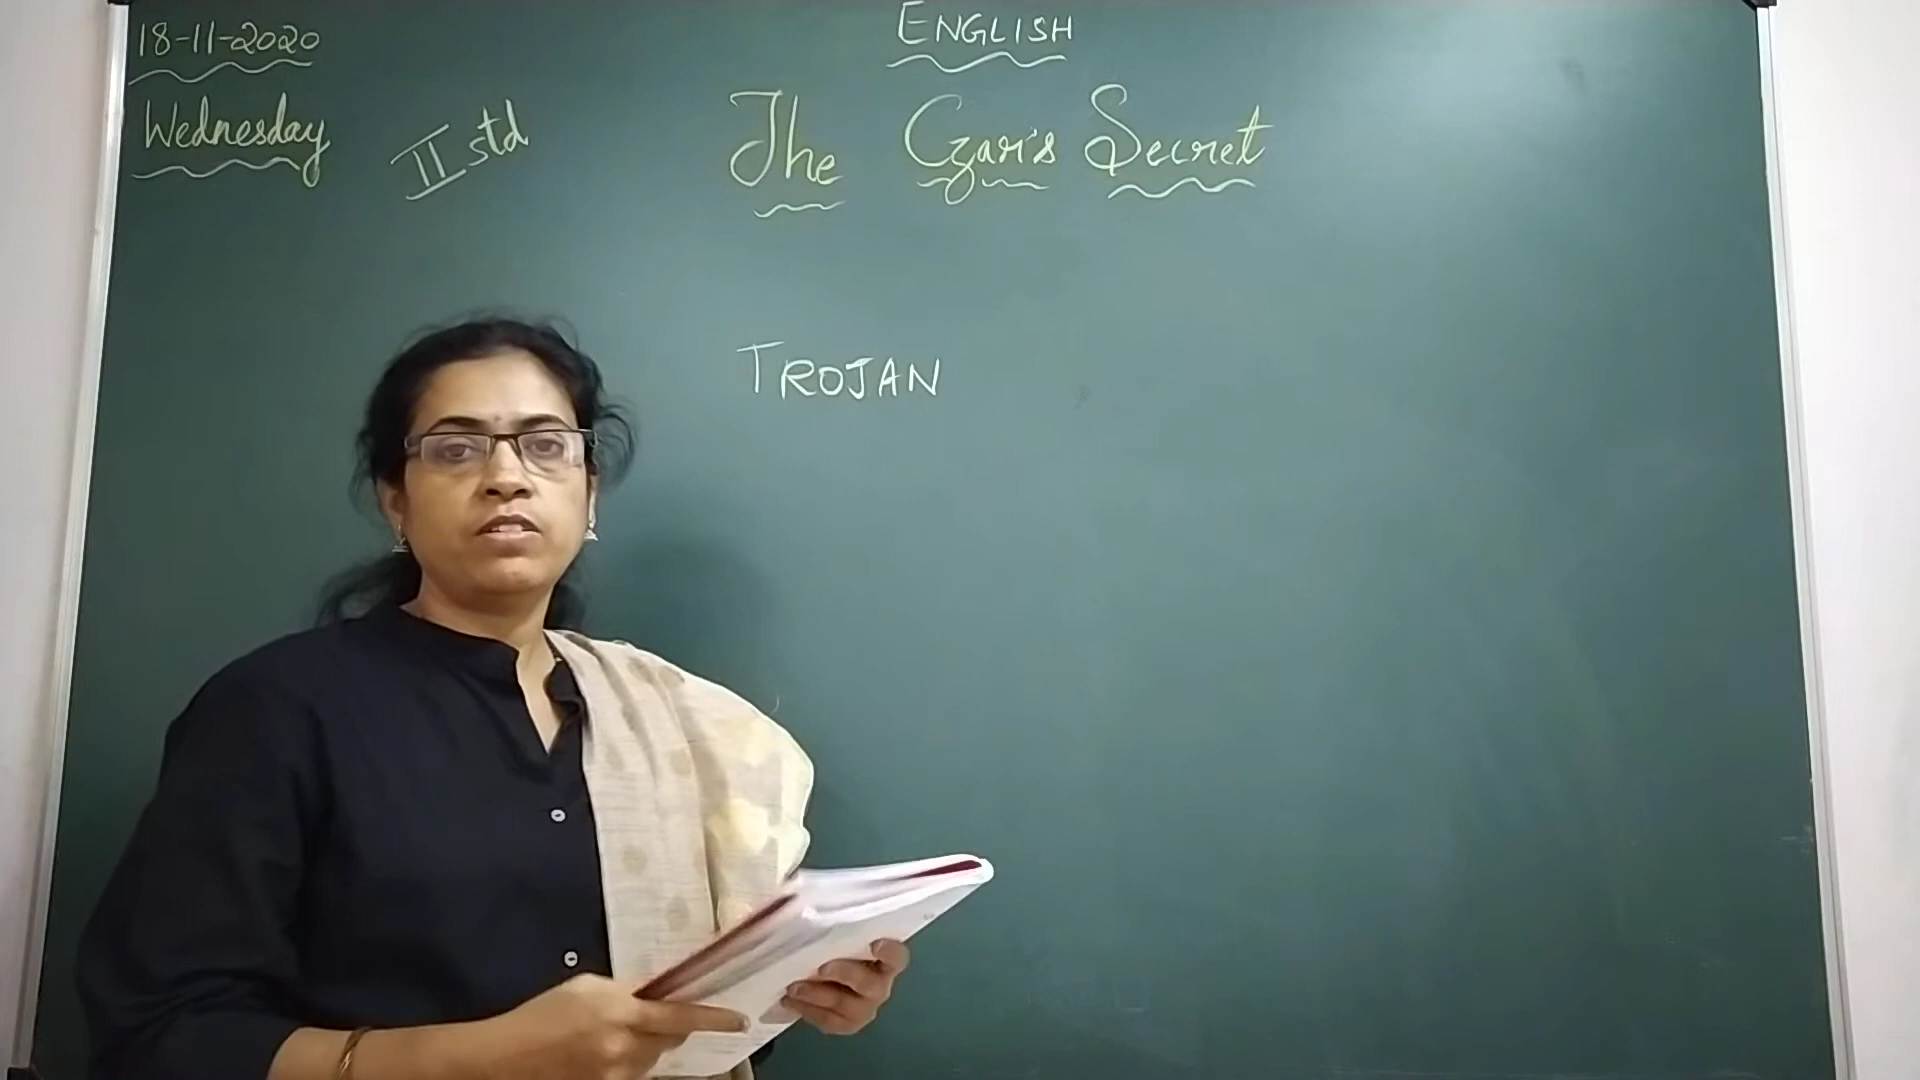 18-11-2020
ENGLISH
Wednesday
II std
The Czar's Secret
TROJAN